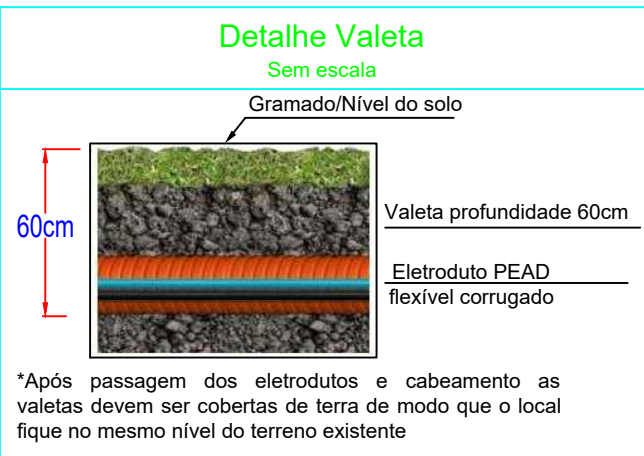 Detalhe Valeta
Sem escala
Gramado/Nível do solo
60cm
Valeta profundidade 60cm
Eletroduto PEAD
flexível corrugado
*Após passagem dos eletrodutos e cabeamento as
valetas devem ser cobertas de terra de modo que o local
fique no mesmo nível do terreno existente